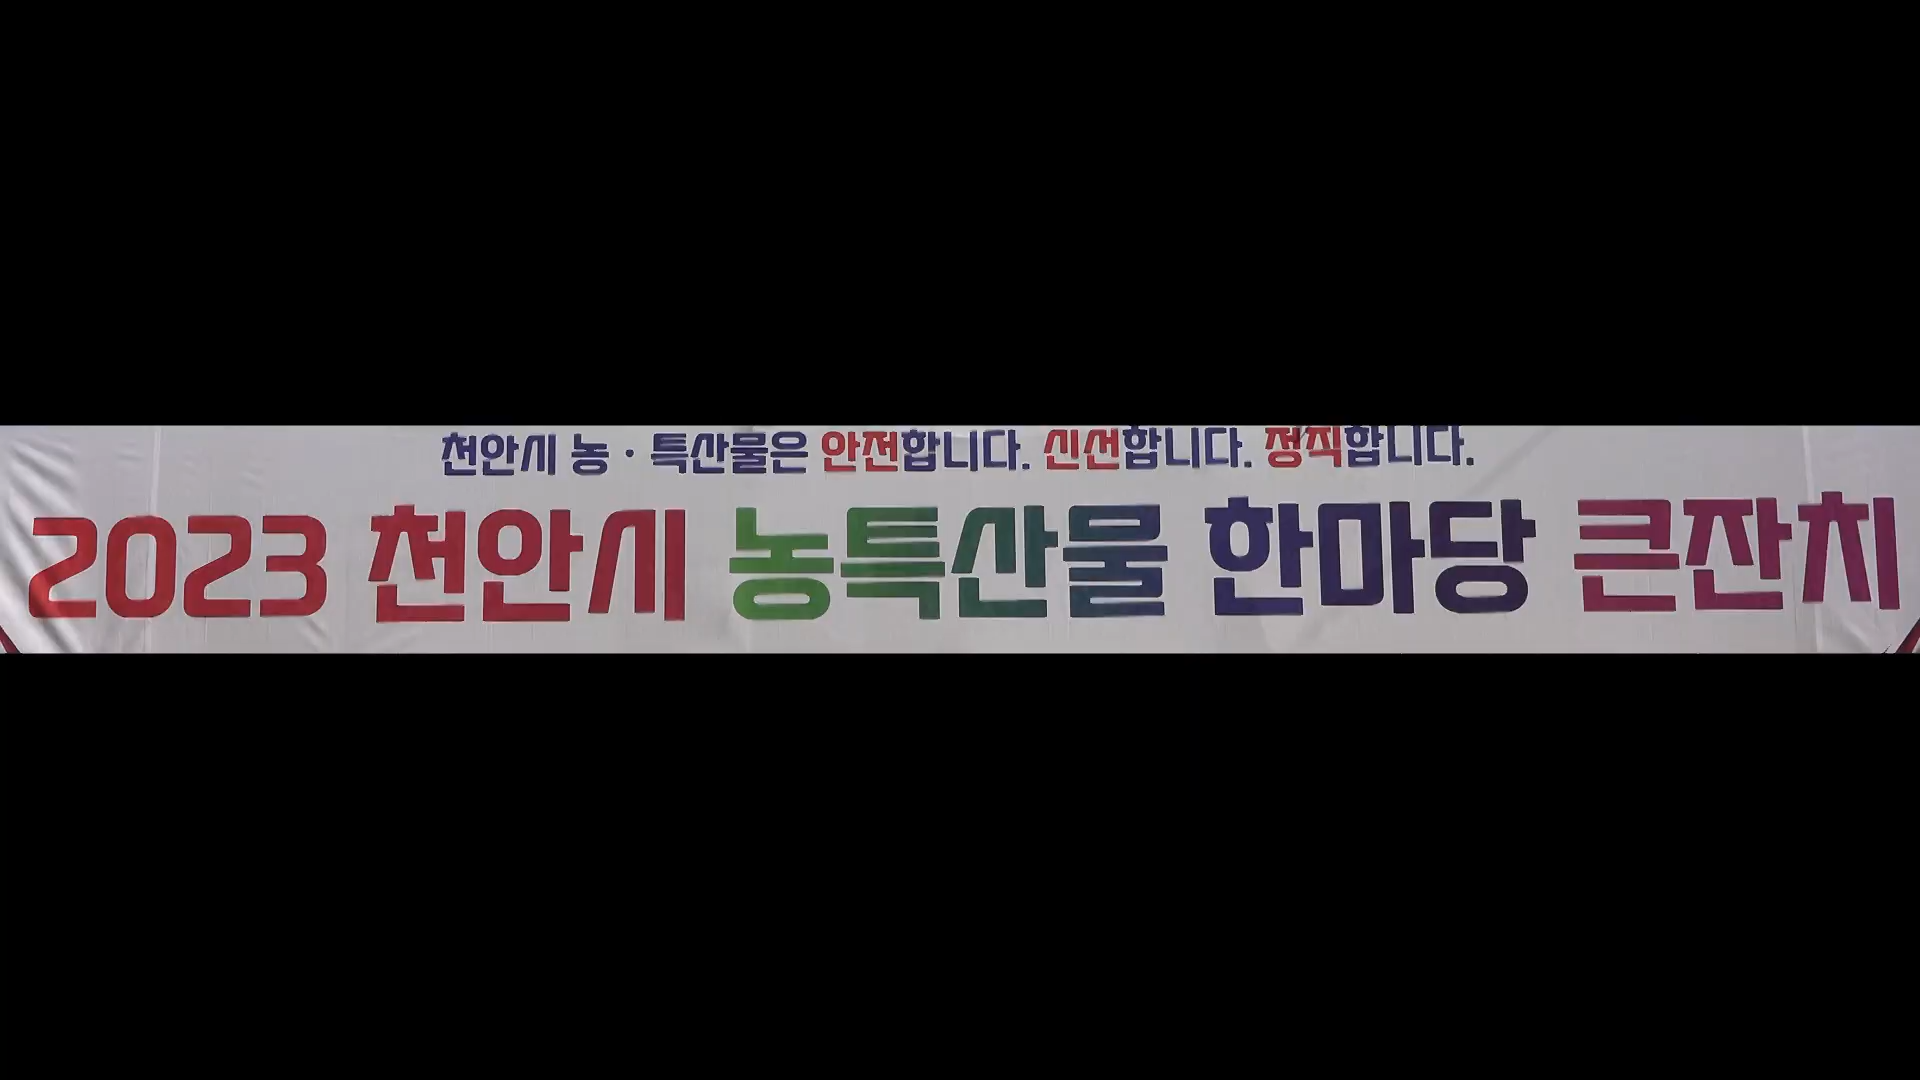 천안시 농·특산물은 안전합니다. 신선합니다. 정직합니다.
2023 천안시 농특산물 한마당 큰잔치